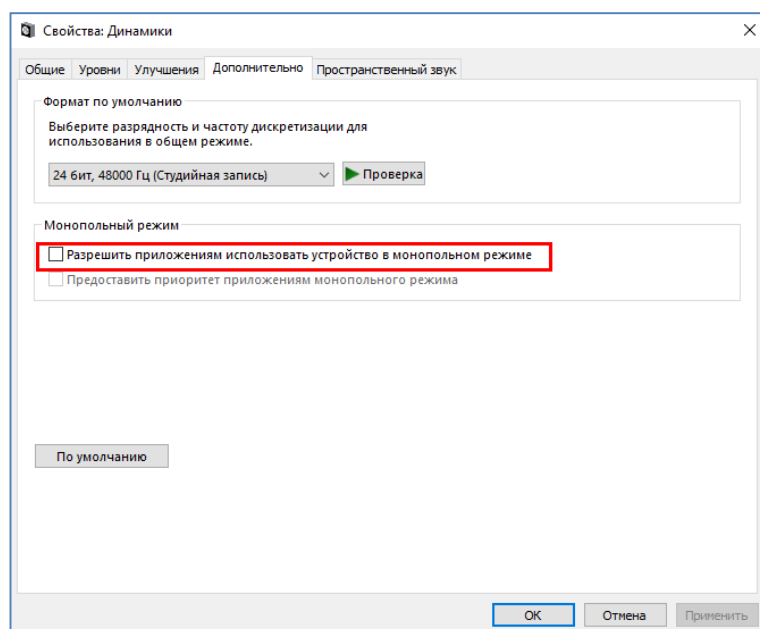 Свойства: Динамики
Общие Уровни Улучшения Дополнительно Пространственный звук
Формат по умолчанию
Выберите разрядность и частоту дискретизации для
использования в общем режиме.
24 бит, 48000 Гц (Студийная запись)
Проверка
Монопольный режим
Разрешить приложениям использовать устройство в монопольном режиме
Предоставить приоритет приложениям монопольного режима
По умолчанию
ОК Отмена Применить